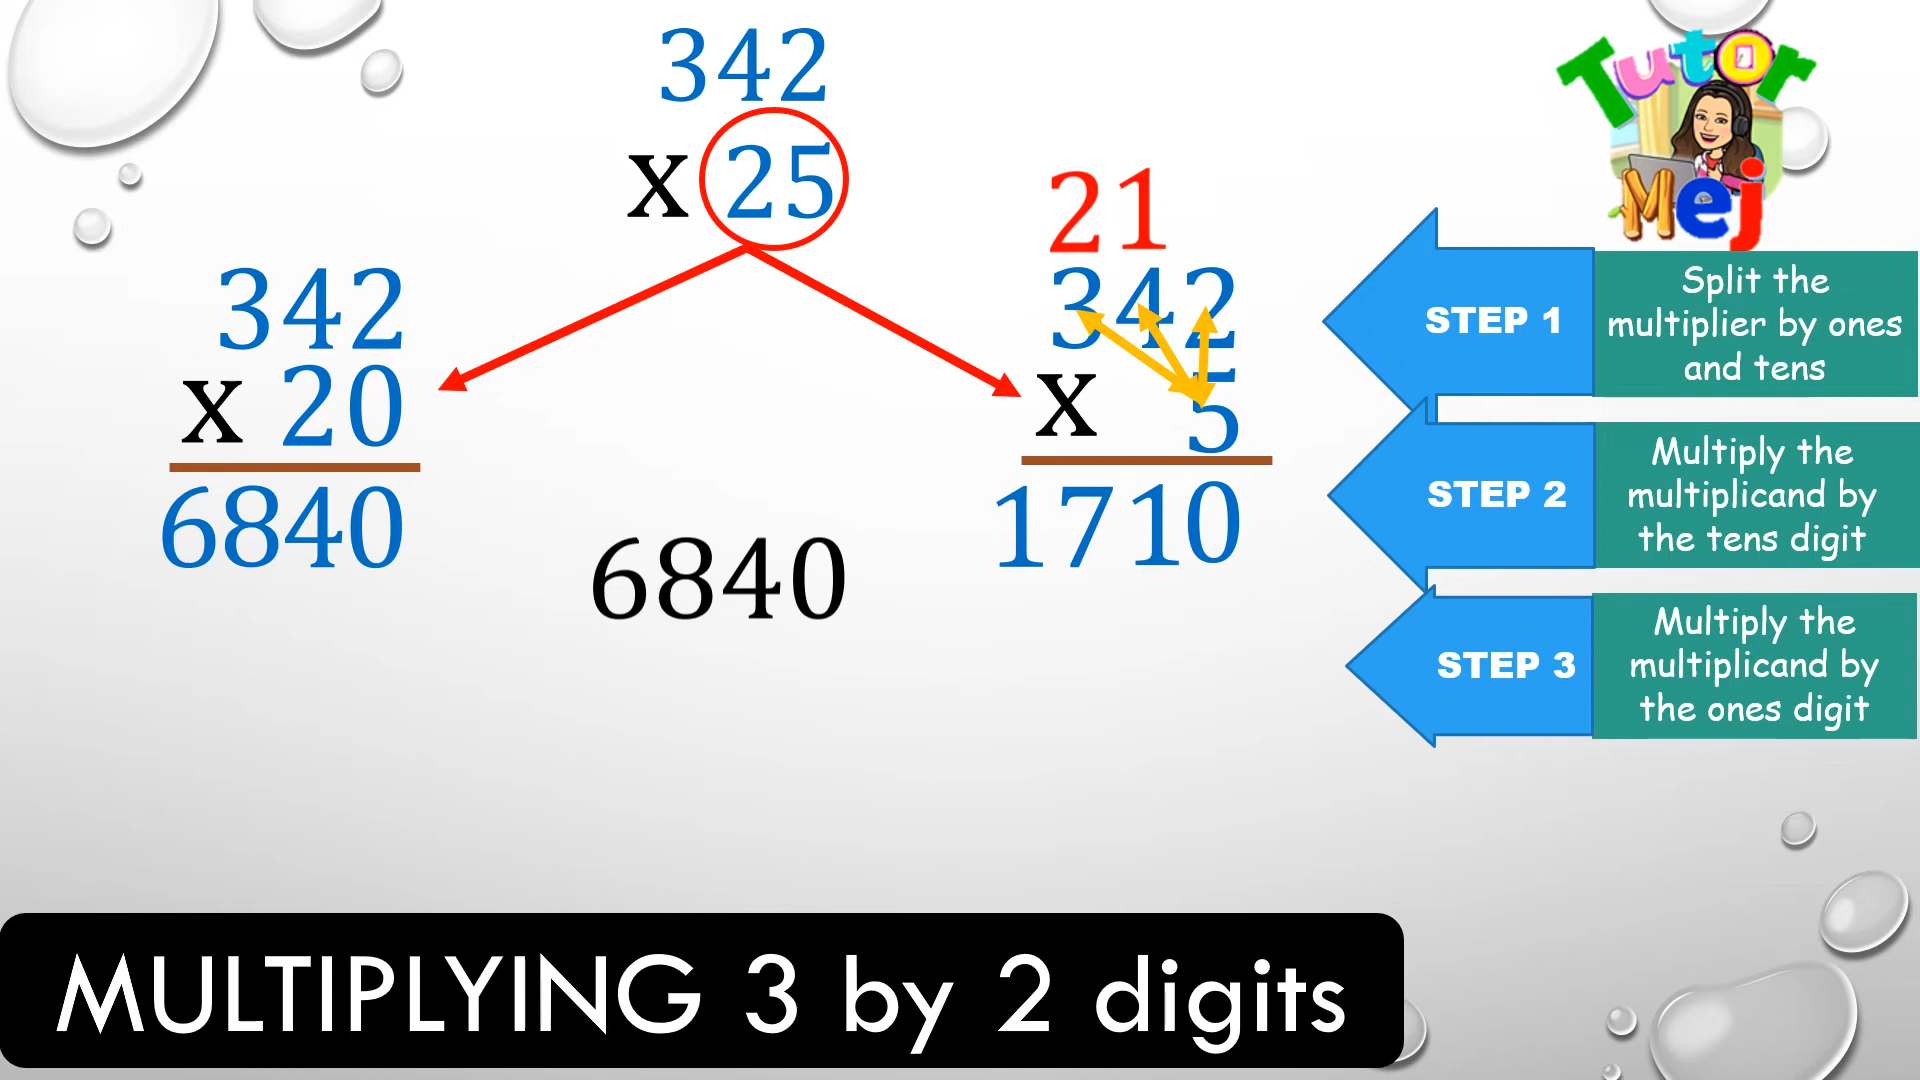 342
x 25
342
x 20
6840
21
342
x 5
1710
6840
Tutor
Mej
STEP 1
Split the
multiplier by ones
and tens
STEP 2
Multiply the
multiplicand by
the tens digit
STEP 3
Multiply the
multiplicand by
the ones digit
MULTIPLYING 3 by 2 digits